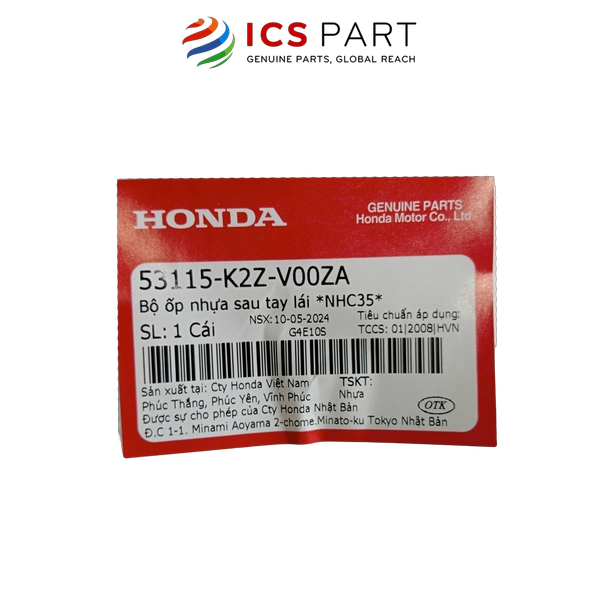 ICS PART
GENUINE PARTS, GLOBAL REACH
HONDA
GENUINE PARTS
Honda Motor Co., Ltd.
53115-K2Z-V00ZA
Bộ ốp nhựa sau tay lái *NHC35*
NSX: 10-05-2024
Tiêu chuẩn áp dụng:
SL: 1 Cái
G4E10S
TCCS: 01|2008|HVN
Sản xuất tại: Cty Honda Việt Nam
TSKT:
Phúc Thắng, Phúc Yên, Vĩnh Phúc
Nhựa
Được sự cho phép của Cty Honda Nhật Bản
OTK
Đ.C 1-1. Minami Aoyama 2-chome.Minato-ku Tokyo Nhật Bản